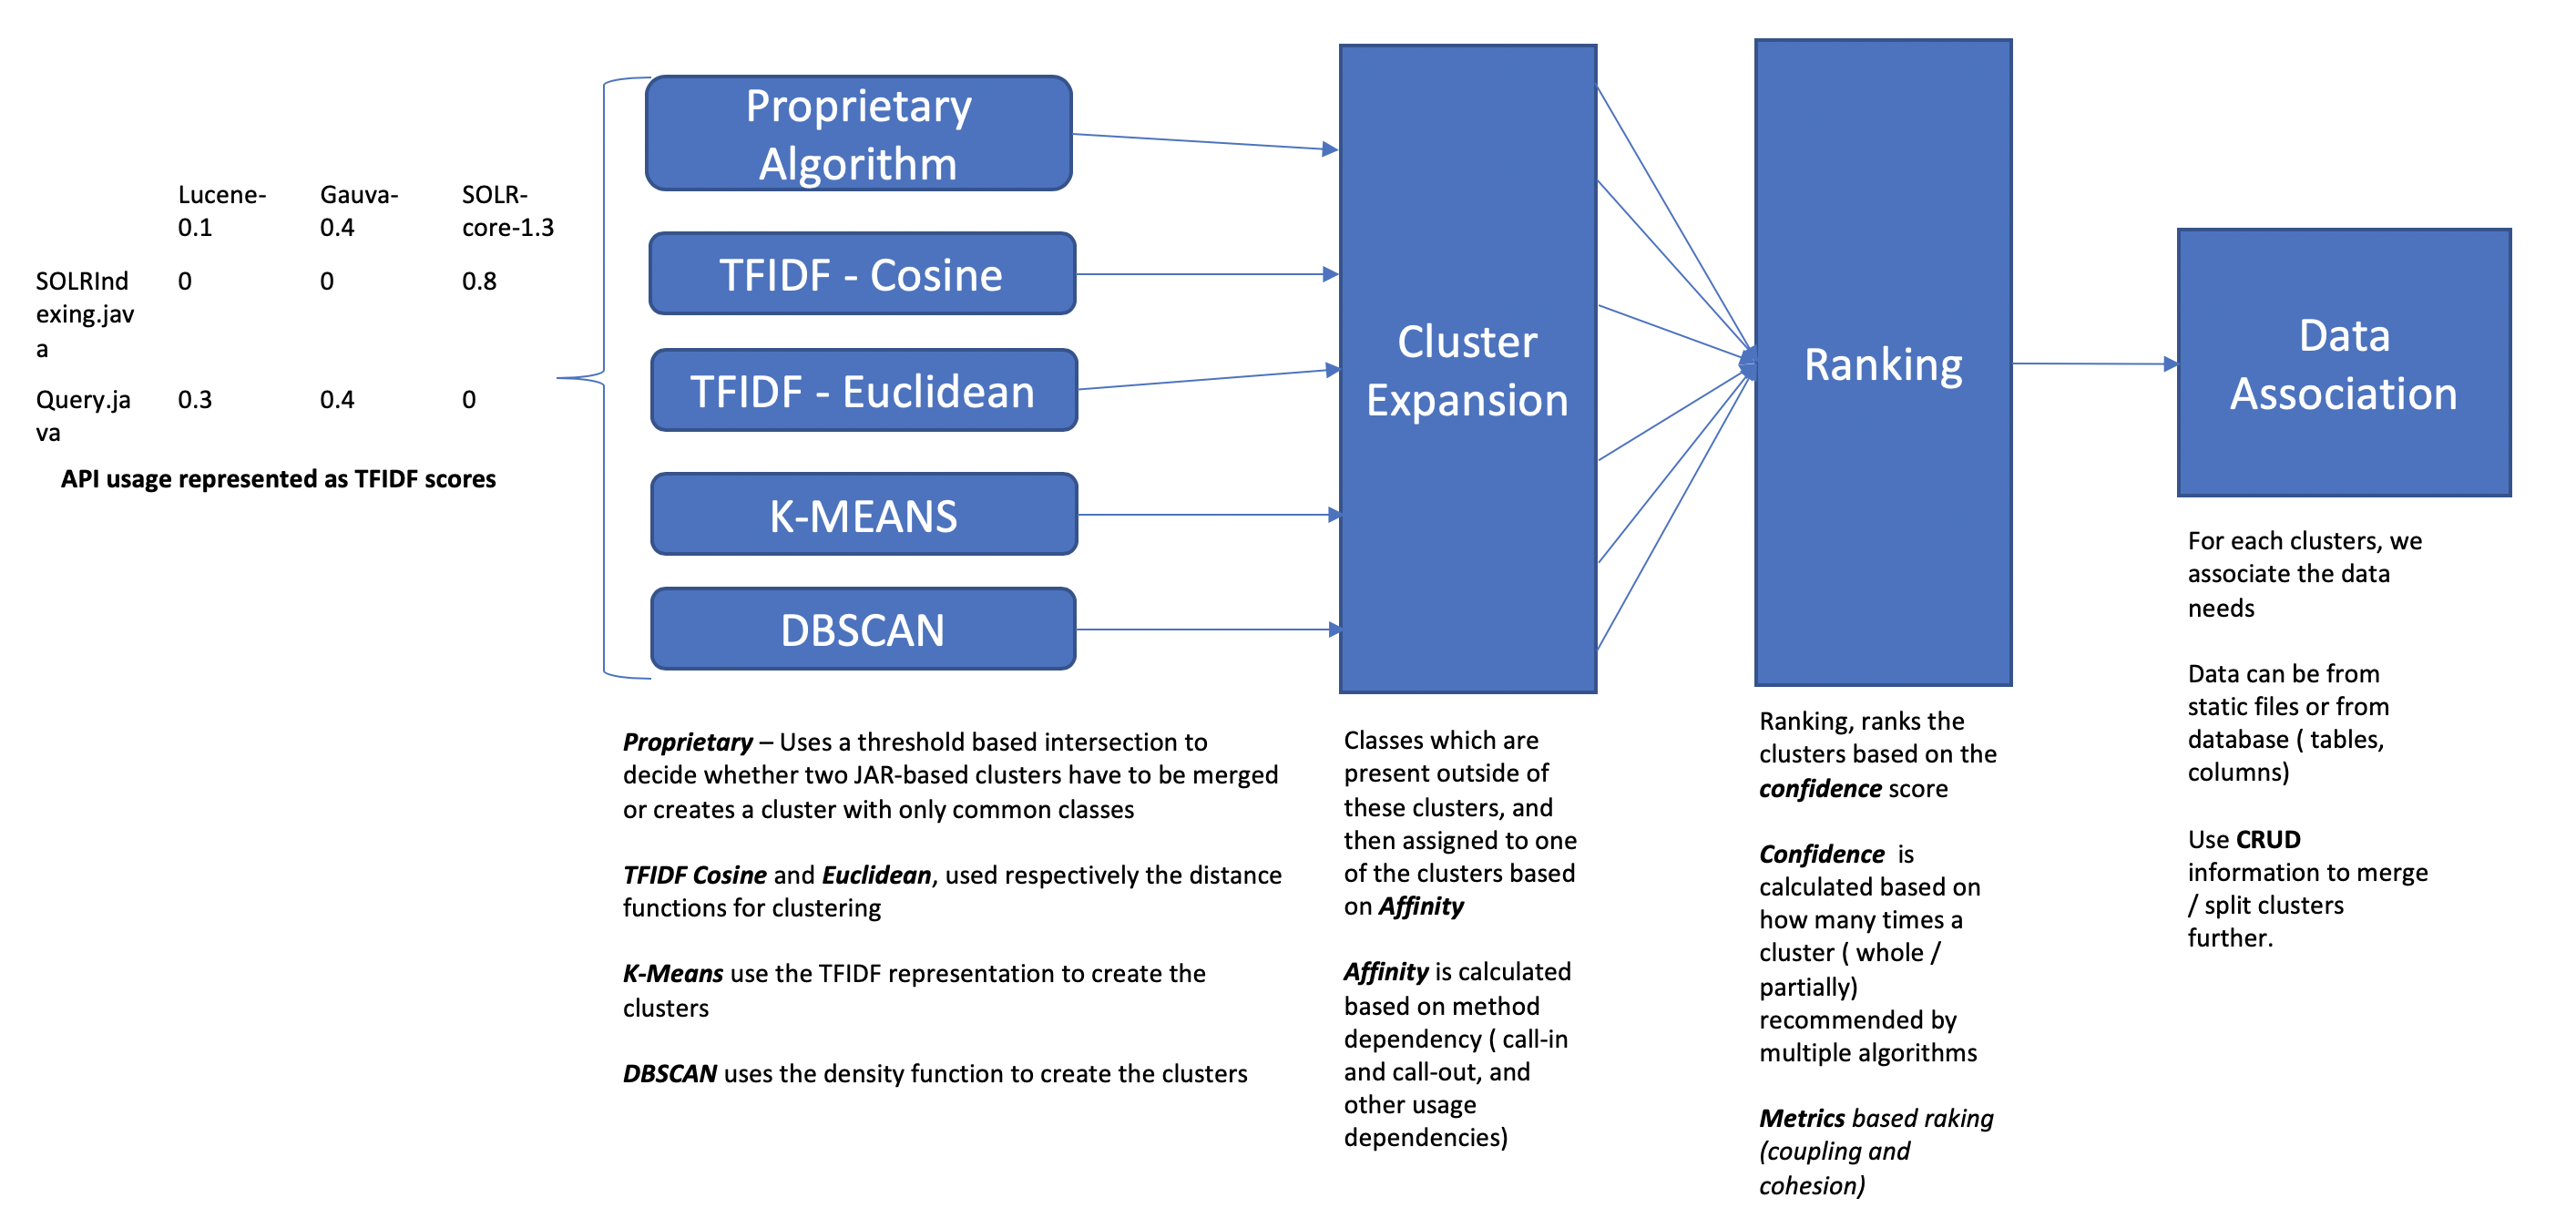 Lucene-
0.1
Gauva-
0.4
SOLR-
core-1.3
SOLRInd
exing.jav
a
0
0
0.8
Query.ja
va
0.3
0.4
0
API usage represented as TFIDF scores
Proprietary
Algorithm
TFIDF - Cosine
TFIDF - Euclidean
K-MEANS
DBSCAN
Proprietary – Uses a threshold based intersection to
decide whether two JAR-based clusters have to be merged
or creates a cluster with only common classes
TFIDF Cosine and Euclidean, used respectively the distance
functions for clustering
K-Means use the TFIDF representation to create the
clusters
DBSCAN uses the density function to create the clusters
Cluster
Expansion
Classes which are
present outside of
these clusters, and
then assigned to one
of the clusters based
on Affinity
Affinity is calculated
based on method
dependency ( call-in
and call-out, and
other usage
dependencies)
Ranking
Ranking, ranks the
clusters based on the
confidence score
Confidence is
calculated based on
how many times a
cluster ( whole /
partially)
recommended by
multiple algorithms
Metrics based raking
(coupling and
cohesion)
Data
Association
For each clusters, we
associate the data
needs
Data can be from
static files or from
database ( tables,
columns)
Use CRUD
information to merge
/ split clusters
further.